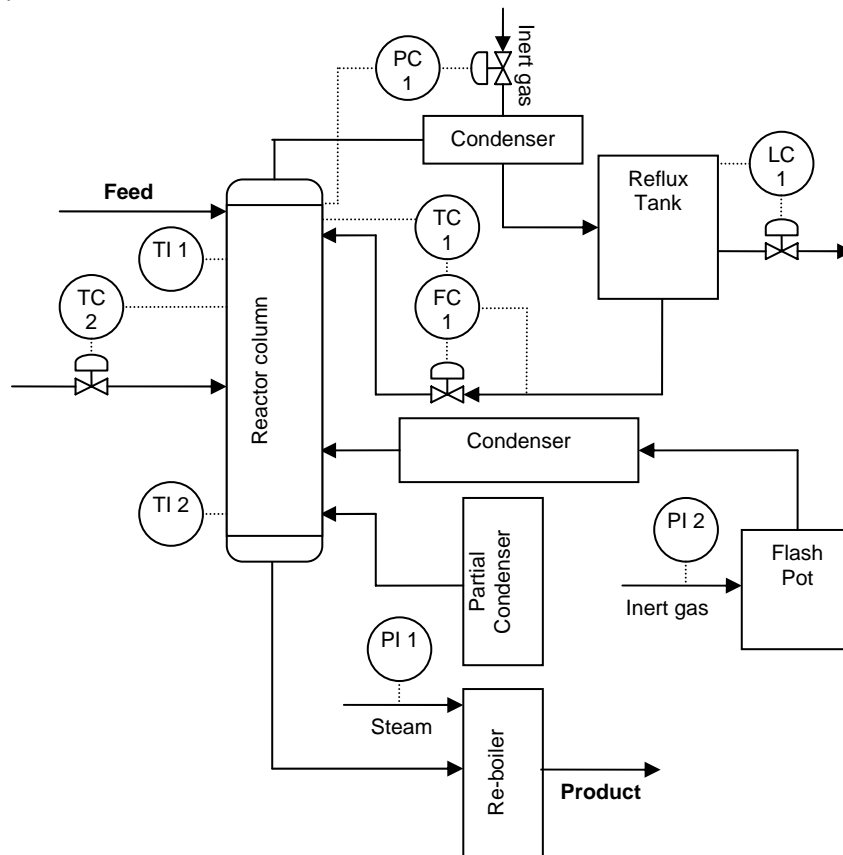 PC
1
Inert gas
Condenser
LC
1
Reflux
Tank
Feed
TC
1
TI 1
TC
2
FC
1
Reactor column
Condenser
TI 2
PI 2
Partial
Condenser
Flash
Pot
Inert gas
PI 1
Steam
Re-boiler
Product